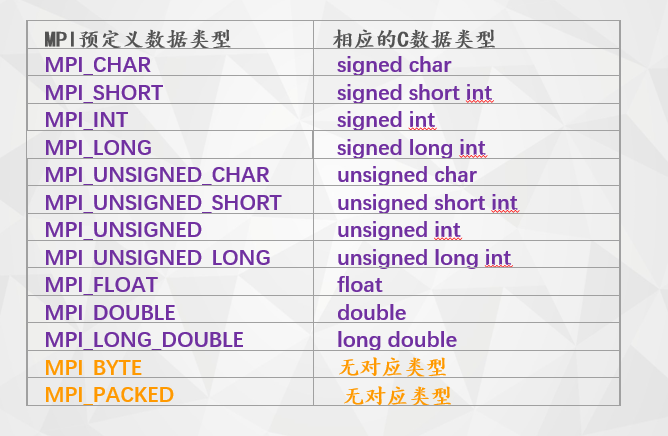 MPI预定义数据类型 相应的C数据类型
MPI_CHAR signed char
MPI_SHORT signed short int
MPI_INT signed int
MPI_LONG signed long int
MPI_UNSIGNED_CHAR unsigned char
MPI_UNSIGNED_SHORT unsigned short int
MPI_UNSIGNED unsigned int
MPI_UNSIGNED_LONG unsigned long int
MPI_FLOAT float
MPI_DOUBLE double
MPI_LONG_DOUBLE long double
MPI_BYTE 无对应类型
MPI_PACKED 无对应类型